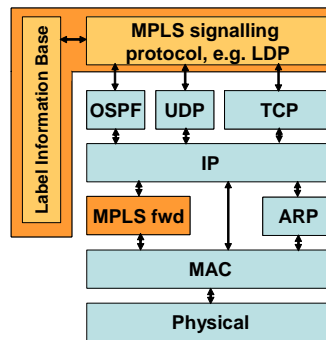 Label Information Base
MPLS signalling
protocol, e.g. LDP
OSPF
UDP
TCP
IP
MPLS fwd
ARP
MAC
Physical